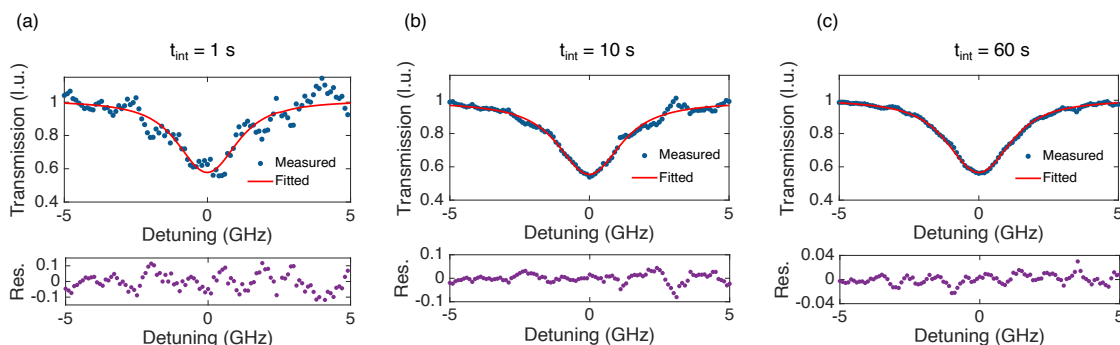 (a)
t_int = 1 s
Transmission (l.u.)
1
0.8
0.6
0.4
Measured
Fitted
-5
0
5
Detuning (GHz)
Res.
0.1
0
-0.1
-5
0
5
Detuning (GHz)
(b)
t_int = 10 s
Transmission (l.u.)
1
0.8
0.6
0.4
Measured
Fitted
-5
0
5
Detuning (GHz)
Res.
0.1
0
-0.1
-5
0
5
Detuning (GHz)
(c)
t_int = 60 s
Transmission (l.u.)
1
0.8
0.6
0.4
Measured
Fitted
-5
0
5
Detuning (GHz)
Res.
0.04
0
-0.04
-5
0
5
Detuning (GHz)